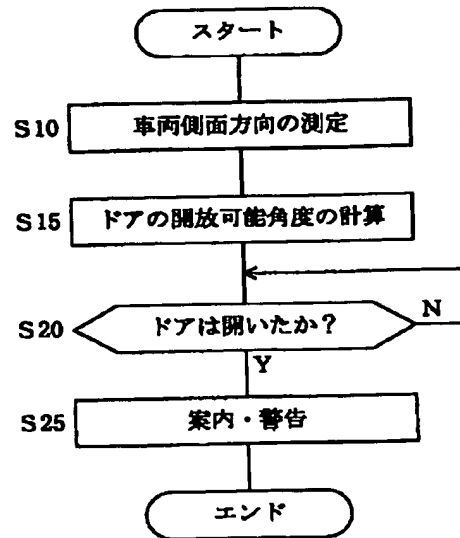 スタート
S10 車両側面方向の測定
S15 ドアの開放可能角度の計算
S20 ドアは開いたか？ N
Y
S25 案内・警告
エンド